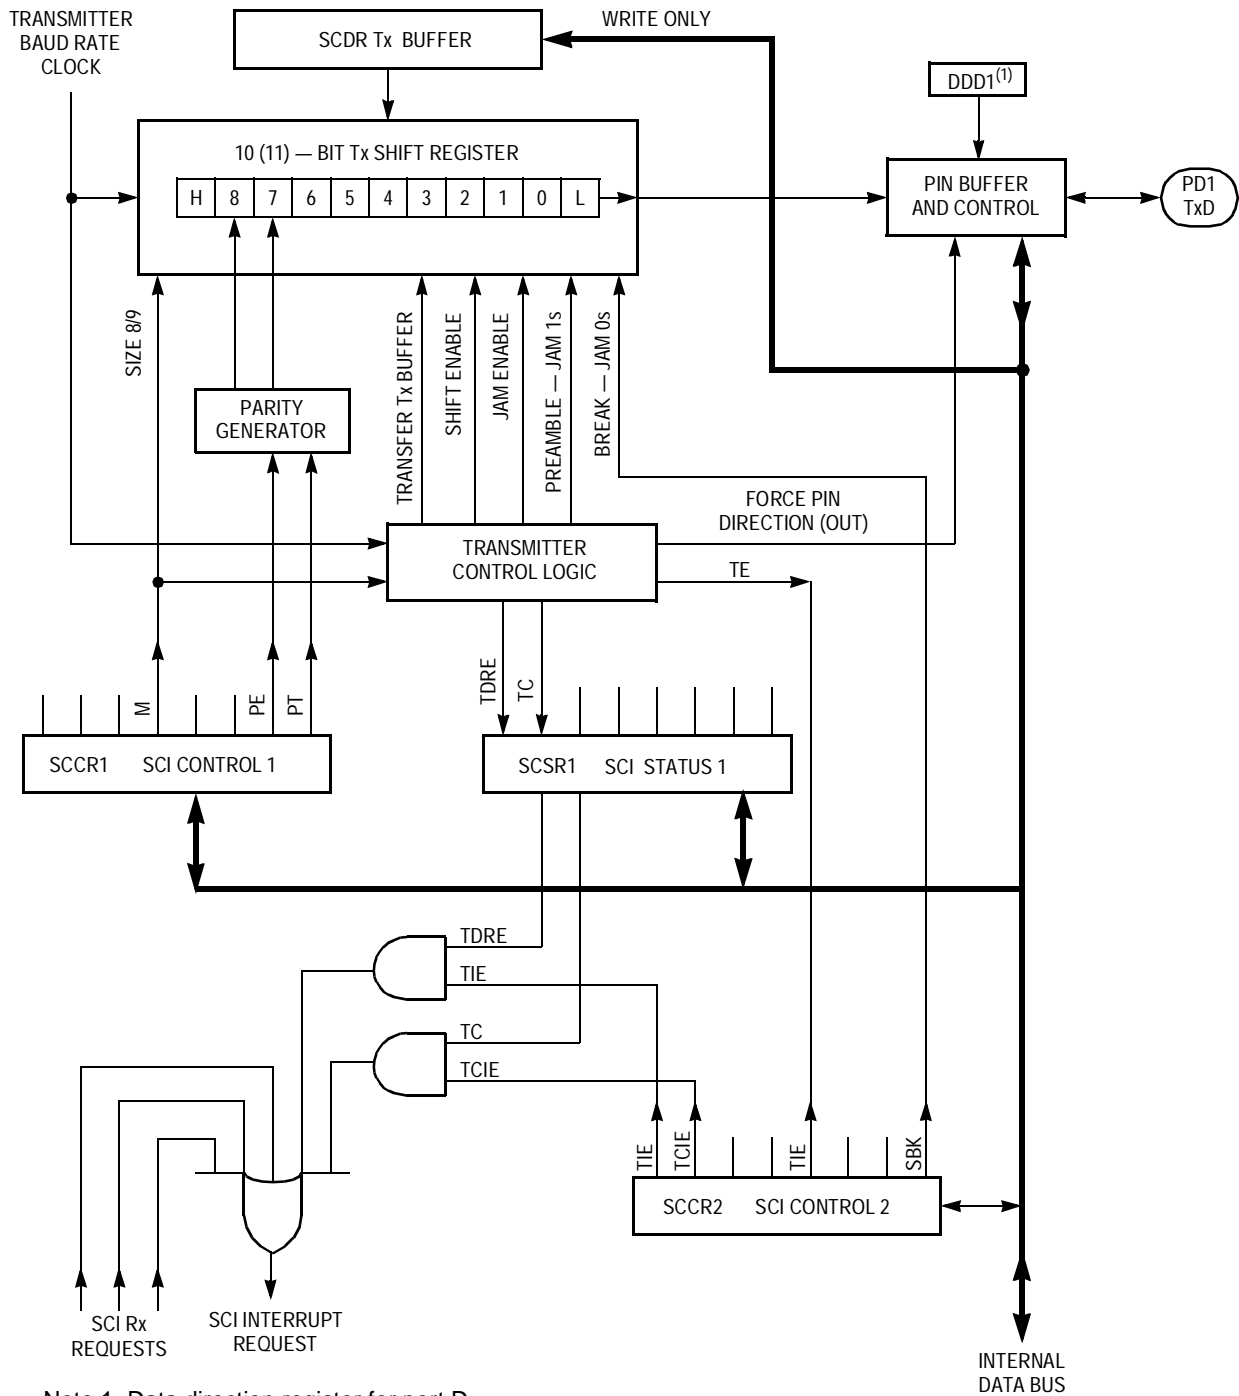 TRANSMITTER
BAUD RATE
CLOCK
SCDR Tx BUFFER
WRITE ONLY
DDD1(1)
10 (11) — BIT Tx SHIFT REGISTER
H 8 7 6 5 4 3 2 1 0 L
PIN BUFFER
AND CONTROL
PD1
TxD
SIZE 8/9
TRANSFER Tx BUFFER
SHIFT ENABLE
JAM ENABLE
PREAMBLE — JAM 1s
BREAK — JAM 0s
PARITY
GENERATOR
FORCE PIN
DIRECTION (OUT)
TRANSMITTER
CONTROL LOGIC
TE
TDRE
TC
M
PE
PT
SCCR1 SCI CONTROL 1
SCSR1 SCI STATUS 1
TDRE
TIE
TC
TCIE
TIE
TCIE
TIE
SBK
SCCR2 SCI CONTROL 2
SCI Rx
REQUESTS
SCI INTERRUPT
REQUEST
INTERNAL
DATA BUS
Note 1. Data direction register for port D